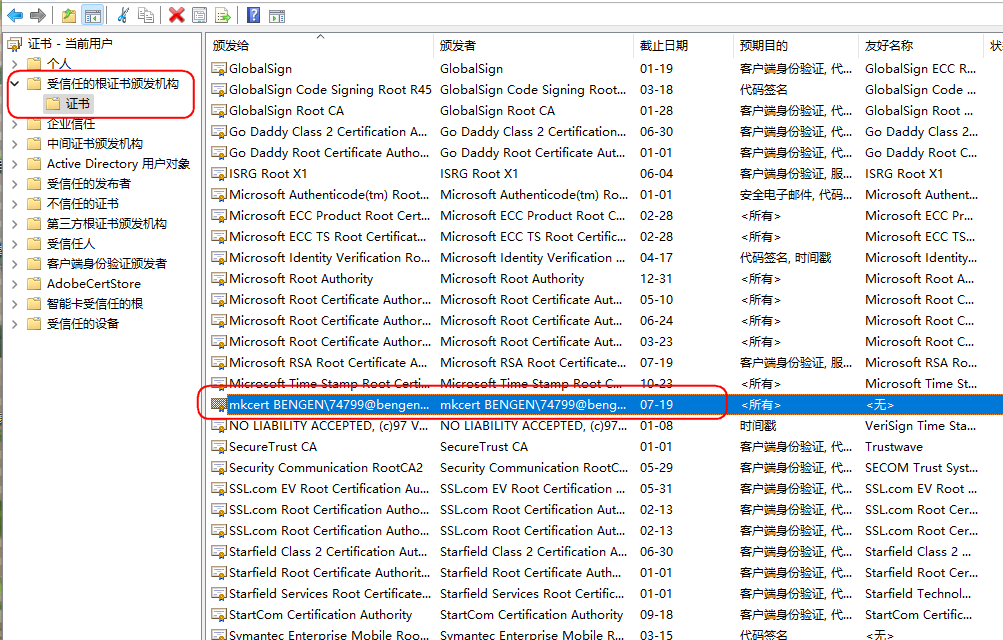 证书 - 当前用户
个人
受信任的根证书颁发机构
证书
企业信任
中间证书颁发机构
Active Directory 用户对象
受信任的发布者
不信任的证书
第三方根证书颁发机构
受信任人
客户端身份验证颁发者
AdobeCertStore
智能卡受信任的根
受信任的设备
颁发给 颁发者 截止日期 预期目的 友好名称 状
GlobalSign GlobalSign 01-19 客户端身份验证, 代... GlobalSign ECC R...
GlobalSign Code Signing Root R45 GlobalSign Code Signing Root... 03-18 代码签名 GlobalSign Code ...
GlobalSign Root CA GlobalSign Root CA 01-28 客户端身份验证, 代... GlobalSign Root ...
Go Daddy Class 2 Certification A... Go Daddy Class 2 Certification... 06-30 客户端身份验证, 代... Go Daddy Class 2...
Go Daddy Root Certificate Autho... Go Daddy Root Certificate Aut... 01-01 客户端身份验证, 代... Go Daddy Root C...
ISRG Root X1 ISRG Root X1 06-04 客户端身份验证, 服... ISRG Root X1
Microsoft Authenticode(tm) Root... Microsoft Authenticode(tm) Ro... 01-01 安全电子邮件, 代码... Microsoft Authent...
Microsoft ECC Product Root Cert... Microsoft ECC Product Root C... 02-28 <所有> Microsoft ECC Pr...
Microsoft ECC TS Root Certificat... Microsoft ECC TS Root Certific... 02-28 <所有> Microsoft ECC TS...
Microsoft Identity Verification Ro... Microsoft Identity Verification ... 04-17 代码签名, 时间戳 Microsoft Identity...
Microsoft Root Authority Microsoft Root Authority 12-31 <所有> Microsoft Root A...
Microsoft Root Certificate Author... Microsoft Root Certificate Aut... 05-10 <所有> Microsoft Root C...
Microsoft Root Certificate Author... Microsoft Root Certificate Aut... 06-24 <所有> Microsoft Root C...
Microsoft Root Certificate Author... Microsoft Root Certificate Aut... 03-23 <所有> Microsoft Root C...
Microsoft RSA Root Certificate A... Microsoft RSA Root Certificate... 07-19 客户端身份验证, 服... Microsoft RSA Ro...
Microsoft Time Stamp Root Certi... Microsoft Time Stamp Root C... 10-23 <所有> Microsoft Time St...
mkcert BENGEN\74799@bengen... mkcert BENGEN\74799@beng... 07-19 <所有> <无>
NO LIABILITY ACCEPTED, (c)97 V... NO LIABILITY ACCEPTED, (c)97... 01-08 时间戳 VeriSign Time Sta...
SecureTrust CA SecureTrust CA 01-01 客户端身份验证, 代... Trustwave
Security Communication RootCA2 Security Communication RootC... 05-29 客户端身份验证, 代... SECOM Trust Syst...
SSL.com EV Root Certification Au... SSL.com EV Root Certification ... 05-31 客户端身份验证, 代... SSL.com EV Root ...
SSL.com Root Certification Autho... SSL.com Root Certification Aut... 02-13 客户端身份验证, 代... SSL.com Root Cer...
SSL.com Root Certification Autho... SSL.com Root Certification Aut... 02-13 客户端身份验证, 代... SSL.com Root Cer...
Starfield Class 2 Certification Aut... Starfield Class 2 Certification A... 06-30 客户端身份验证, 代... Starfield Class 2 ...
Starfield Root Certificate Authorit... Starfield Root Certificate Auth... 01-01 客户端身份验证, 代... Starfield Root Cer...
Starfield Services Root Certificate... Starfield Services Root Certific... 01-01 客户端身份验证, 代... Starfield Technol...
StartCom Certification Authority StartCom Certification Authority 09-18 客户端身份验证, 代... StartCom Certific...
Symantec Enterprise Mobile Roo... Symantec Enterprise Mobile Ro... 03-15 代码签名 <无>